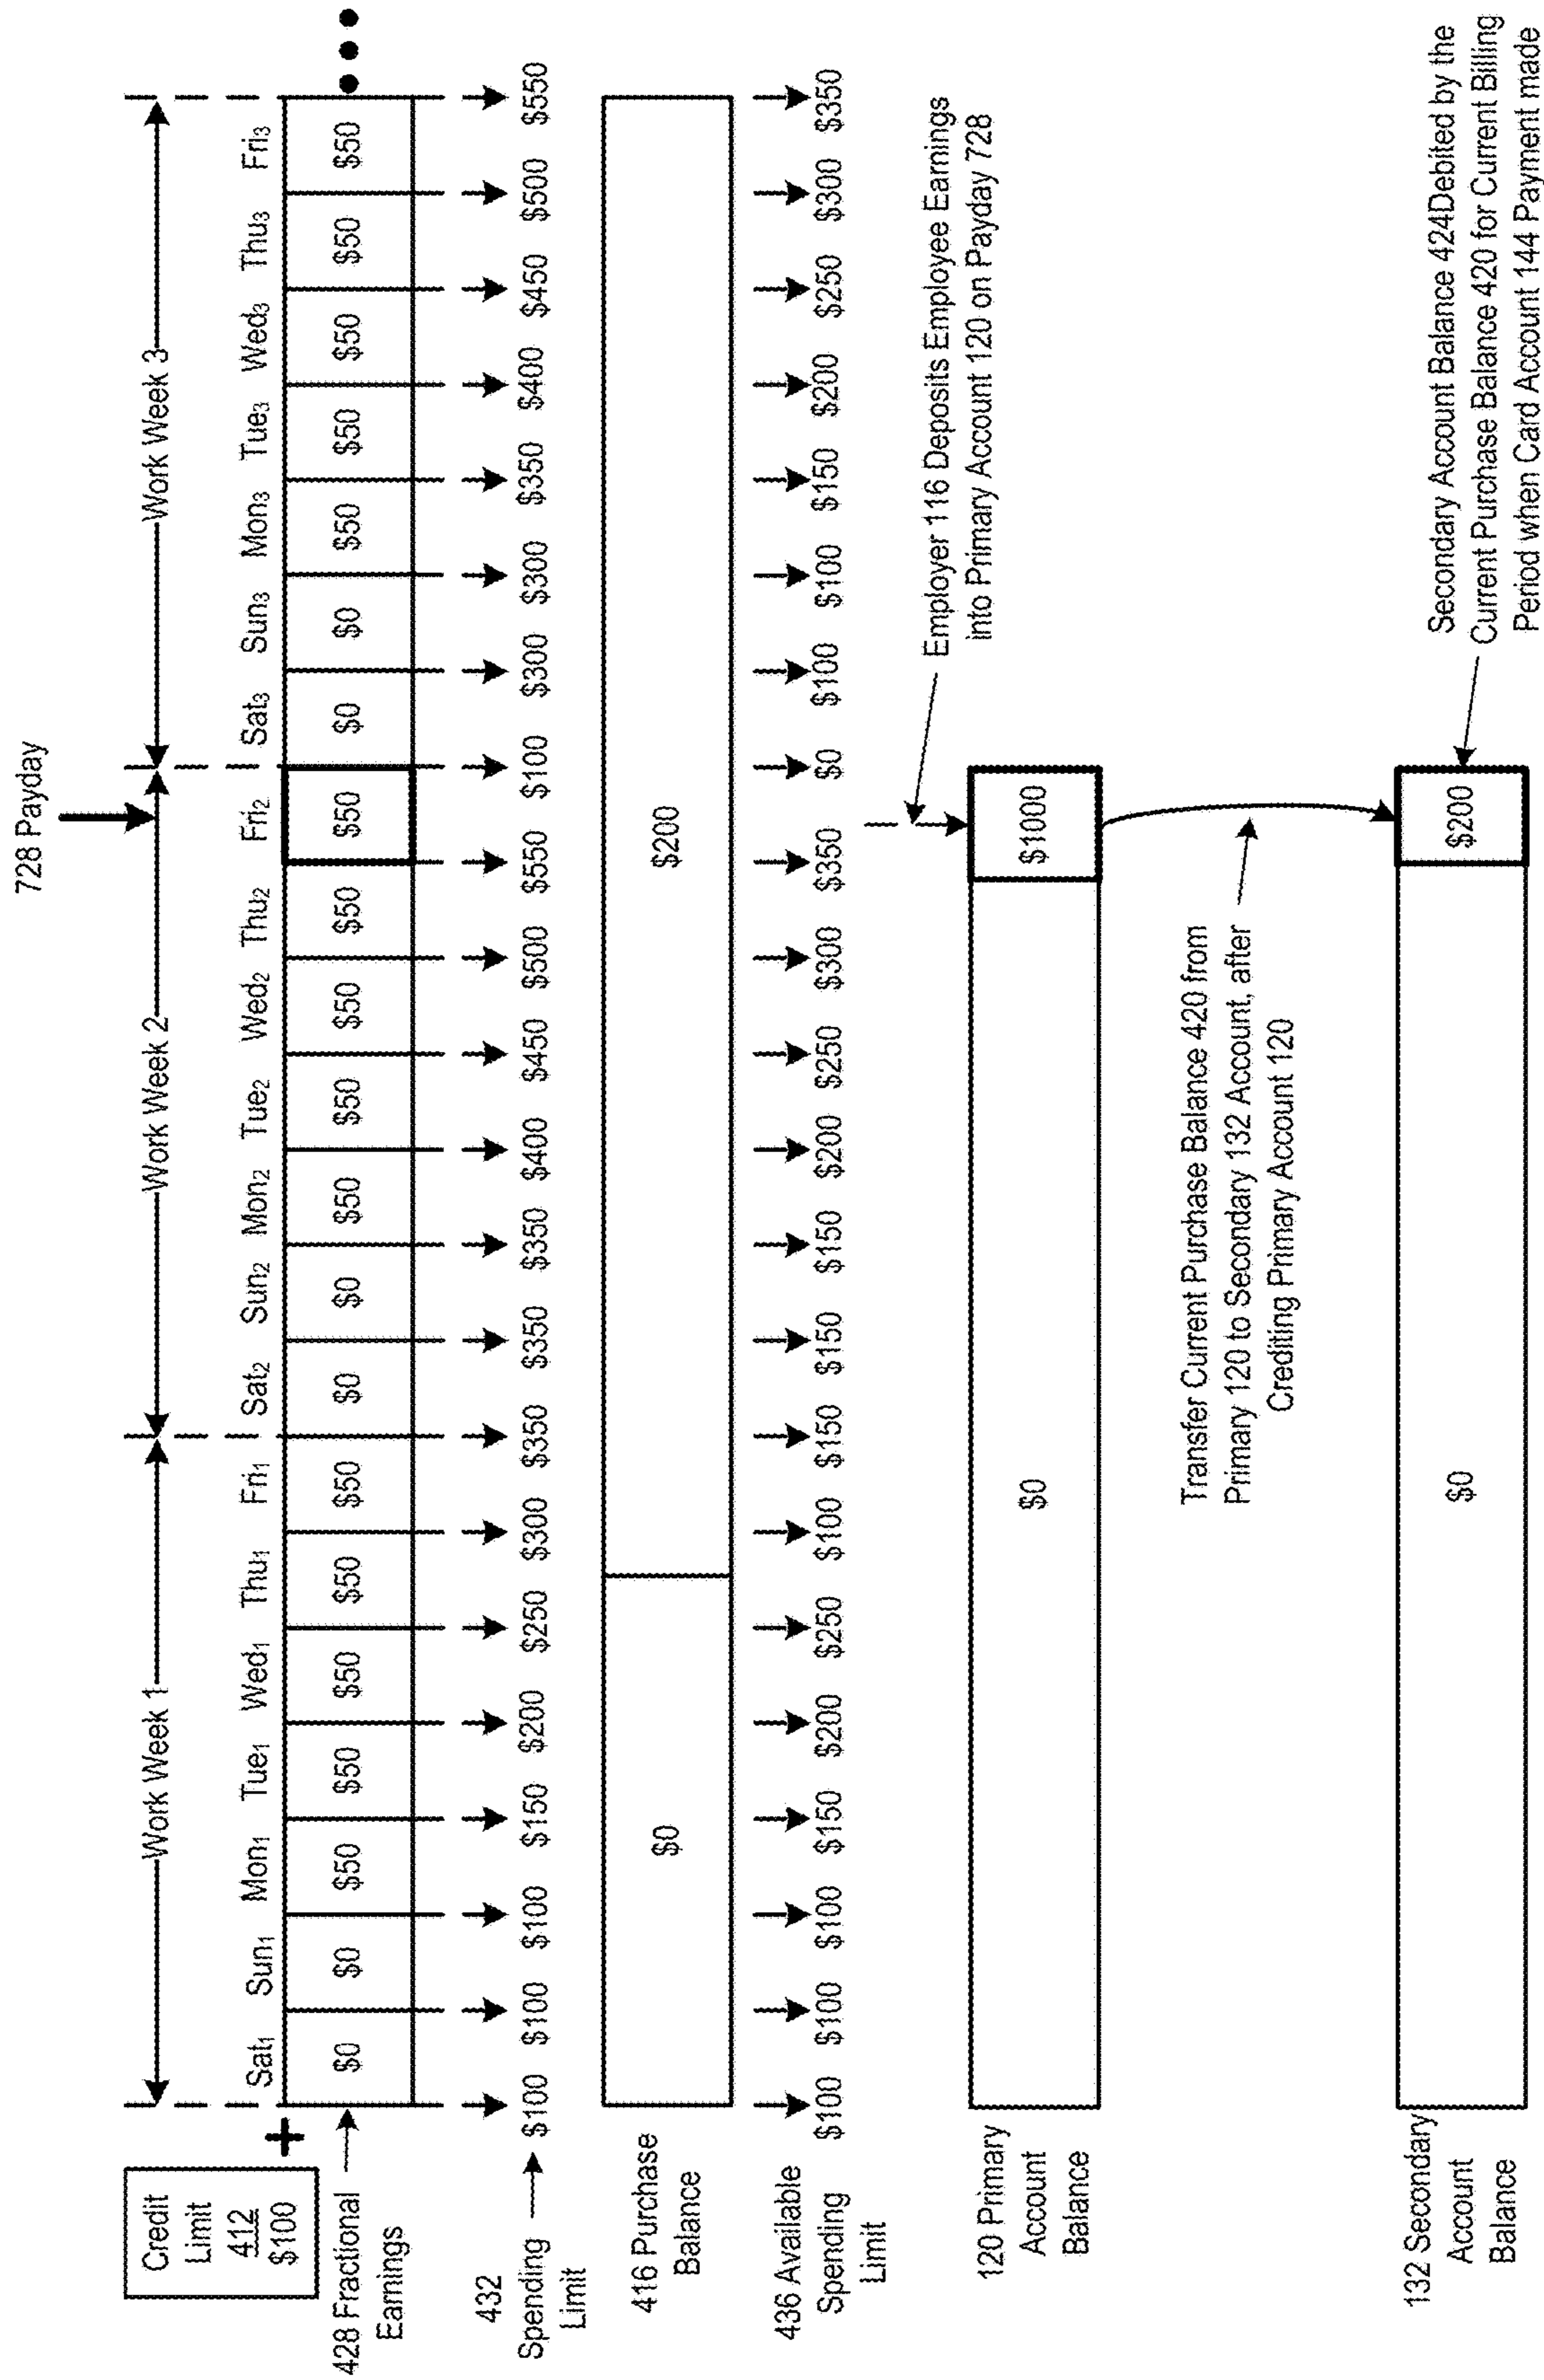 728 Payday
Work Week 1
Work Week 2
Work Week 3
Credit
Limit
412
$100
+
Sat1 Sun1 Mon1 Tue1 Wed1 Thu1 Fri1 Sat2 Sun2 Mon2 Tue2 Wed2 Thu2 Fri2 Sat3 Sun3 Mon3 Tue3 Wed3 Thu3 Fri3
428 Fractional
Earnings
$0 $0 $50 $50 $50 $50 $50 $0 $0 $50 $50 $50 $50 $50 $0 $0 $50 $50 $50 $50 $50
432
Spending
Limit
$100 $100 $100 $150 $200 $250 $300 $350 $350 $350 $400 $450 $500 $550 $100 $300 $300 $350 $400 $450 $500 $550
416 Purchase
Balance
$0 $200
436 Available
Spending
Limit
$100 $100 $100 $150 $200 $250 $100 $150 $150 $150 $200 $250 $300 $350 $0 $100 $100 $150 $200 $250 $300 $350
Employer 116 Deposits Employee Earnings
into Primary Account 120 on Payday 728
120 Primary
Account
Balance
$0 $1000
Transfer Current Purchase Balance 420 from
Primary 120 to Secondary 132 Account, after
Crediting Primary Account 120
132 Secondary
Account
Balance
$0 $200
Secondary Account Balance 424Debited by the
Current Purchase Balance 420 for Current Billing
Period when Card Account 144 Payment made